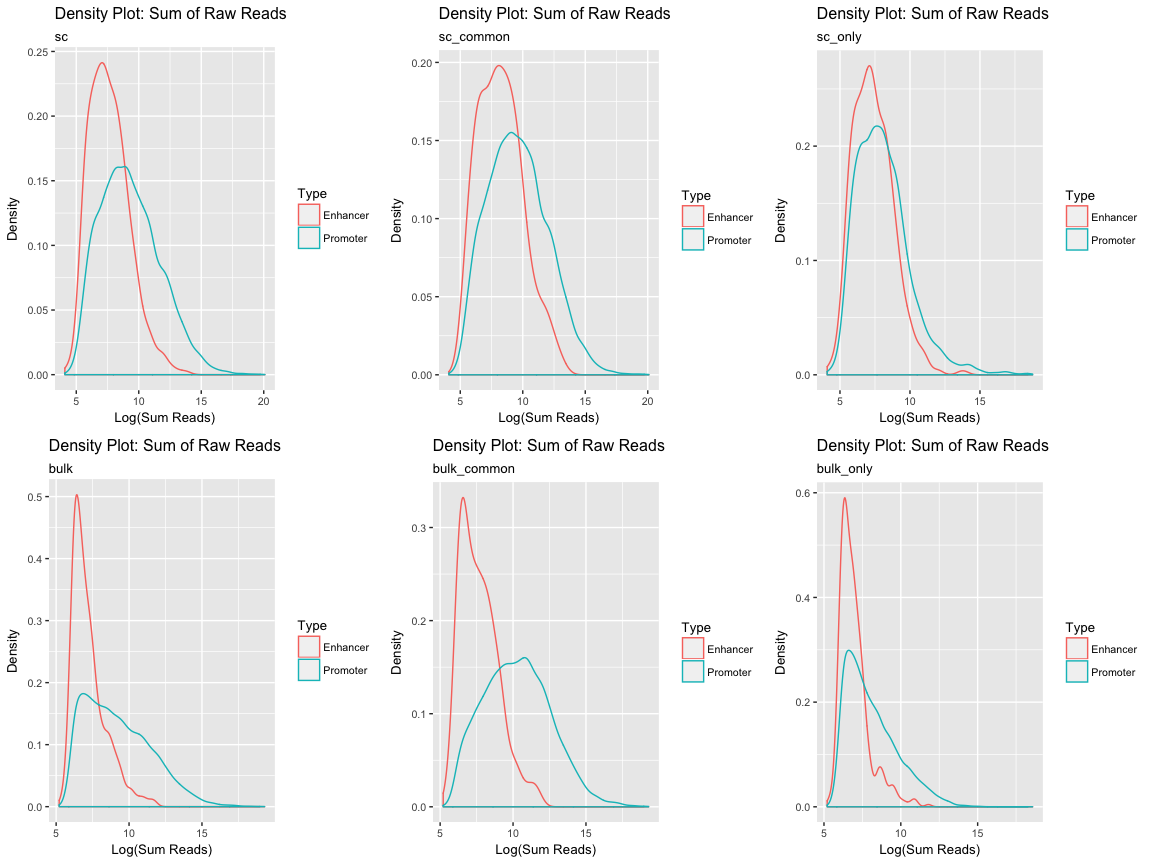 Density Plot: Sum of Raw Reads
sc
0.25
0.20
0.15
0.10
0.05
0.00
Density
5 10 15 20
Log(Sum Reads)
Type
Enhancer
Promoter
Density Plot: Sum of Raw Reads
sc_common
0.20
0.15
0.10
0.05
0.00
Density
5 10 15 20
Log(Sum Reads)
Type
Enhancer
Promoter
Density Plot: Sum of Raw Reads
sc_only
0.2
0.1
0.0
Density
5 10 15
Log(Sum Reads)
Type
Enhancer
Promoter
Density Plot: Sum of Raw Reads
bulk
0.5
0.4
0.3
0.2
0.1
0.0
Density
5 10 15
Log(Sum Reads)
Type
Enhancer
Promoter
Density Plot: Sum of Raw Reads
bulk_common
0.3
0.2
0.1
0.0
Density
5 10 15
Log(Sum Reads)
Type
Enhancer
Promoter
Density Plot: Sum of Raw Reads
bulk_only
0.6
0.4
0.2
0.0
Density
5 10 15
Log(Sum Reads)
Type
Enhancer
Promoter